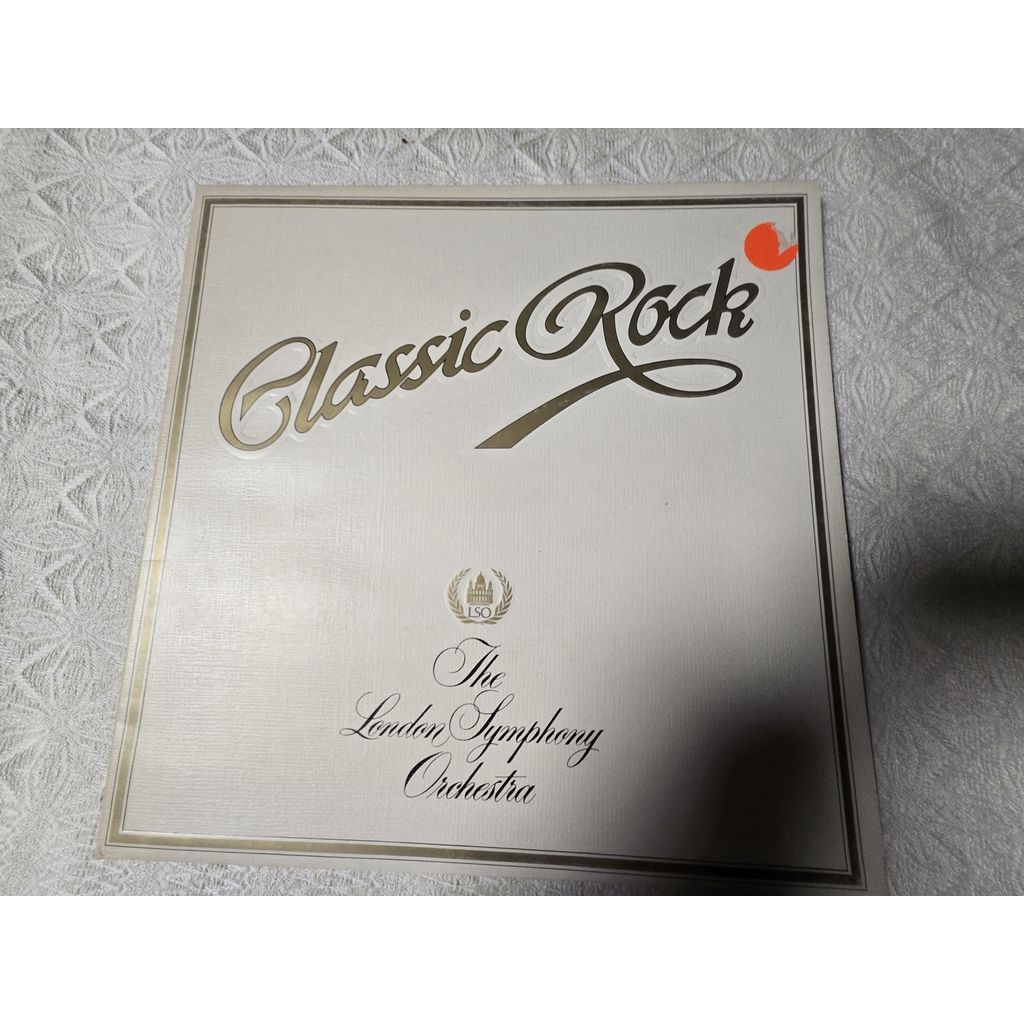 Classic Rock
LSO
The
London Symphony
Orchestra